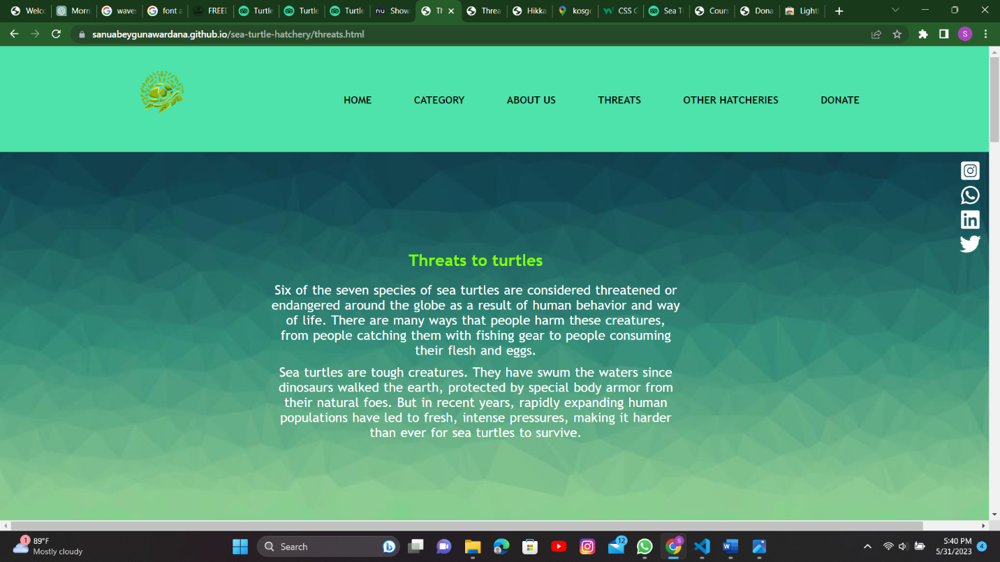 Welco
Morn
waves
font a
FREE
Turtle
Turtle
Turtle
nu Show
Th
Threa
Hikka
kosgo
CSS G
Sea T
Cours
Dona
Light
sanuabeygunawardana.github.io/sea-turtle-hatchery/threats.html
S
HOME CATEGORY ABOUT US THREATS OTHER HATCHERIES DONATE
Threats to turtles
Six of the seven species of sea turtles are considered threatened or
endangered around the globe as a result of human behavior and way
of life. There are many ways that people harm these creatures,
from people catching them with fishing gear to people consuming
their flesh and eggs.
Sea turtles are tough creatures. They have swum the waters since
dinosaurs walked the earth, protected by special body armor from
their natural foes. But in recent years, rapidly expanding human
populations have led to fresh, intense pressures, making it harder
than ever for sea turtles to survive.
1
89°F
Mostly cloudy
Search
12
S
5:40 PM
5/31/2023
4